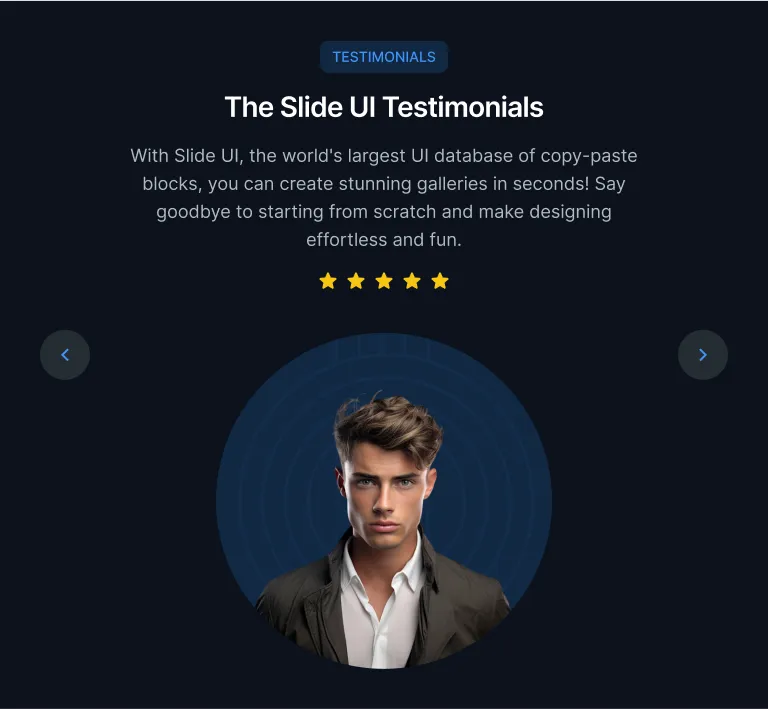 TESTIMONIALS
The Slide UI Testimonials
With Slide UI, the world's largest UI database of copy-paste
blocks, you can create stunning galleries in seconds! Say
goodbye to starting from scratch and make designing
effortless and fun.